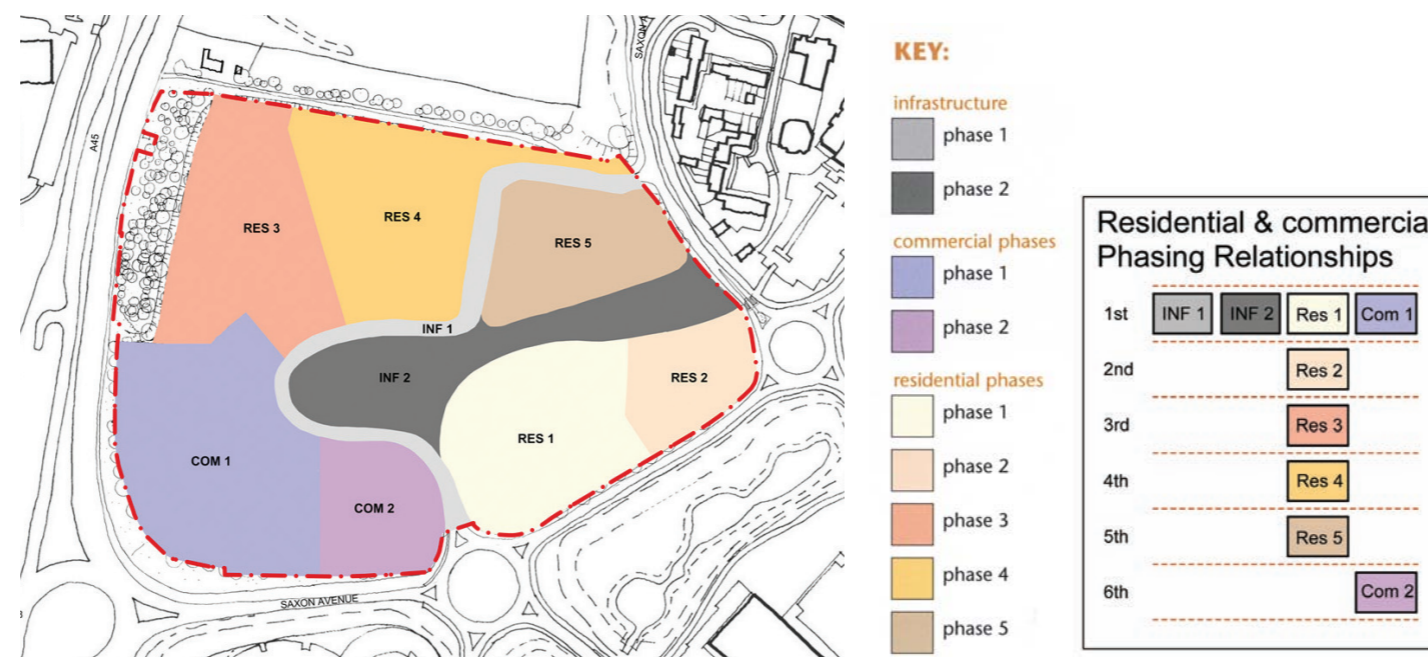 A45
SAXON
RES 3
RES 4
RES 5
INF 1
INF 2
RES 2
RES 1
COM 1
COM 2
SAXON AVENUE
KEY:
infrastructure
phase 1
phase 2
commercial phases
phase 1
phase 2
residential phases
phase 1
phase 2
phase 3
phase 4
phase 5
Residential & commercia
Phasing Relationships
1st INF 1 INF 2 Res 1 Com 1
2nd Res 2
3rd Res 3
4th Res 4
5th Res 5
6th Com 2